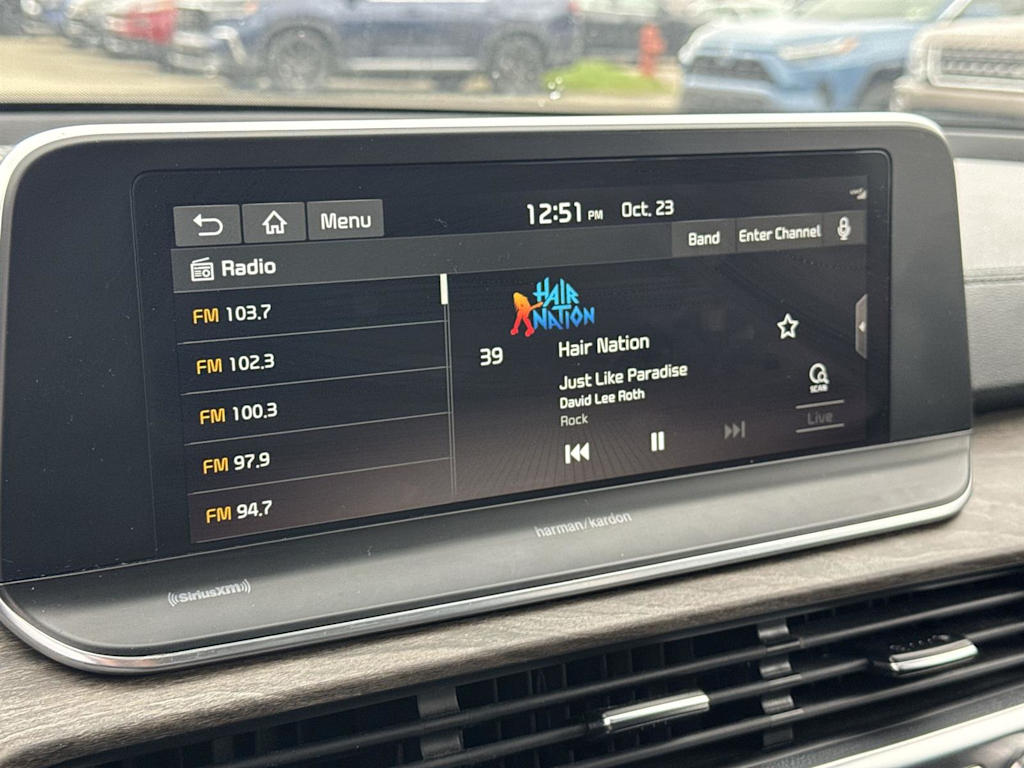 Menu
12:51 PM Oct. 23
Radio
Band
Enter Channel
FM 103.7
FM 102.3
FM 100.3
FM 97.9
FM 94.7
HAIR
NATION
39
Hair Nation
Just Like Paradise
David Lee Roth
Rock
SCAN
Live
harman/kardon
((SiriusXM))